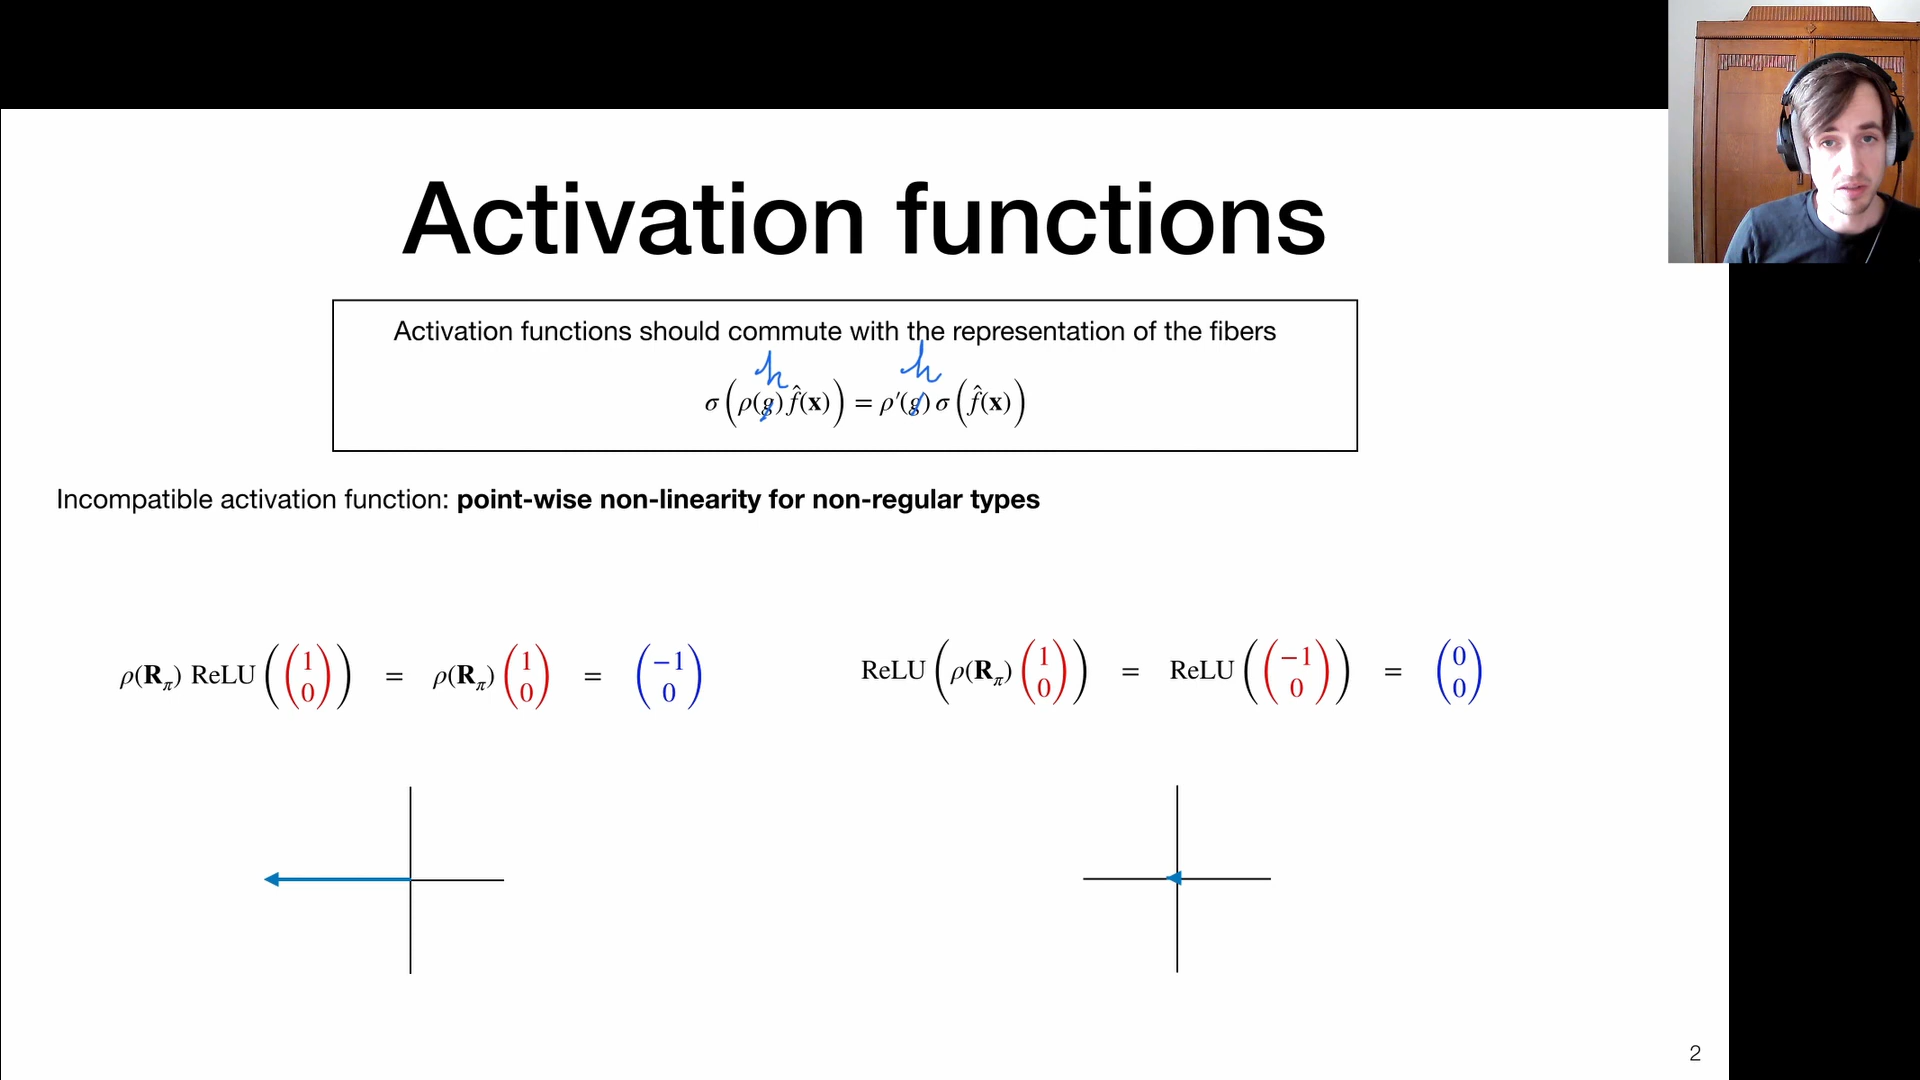 Activation functions
Activation functions should commute with the representation of the fibers
h h
σ(ρ(g)f̂(x)) = ρ′(g) σ(f̂(x))
Incompatible activation function: point-wise non-linearity for non-regular types
ρ(R_π) ReLU((1 0)) = ρ(R_π)(1 0) = (−1 0)
ReLU(ρ(R_π)(1 0)) = ReLU((−1 0)) = (0 0)
2